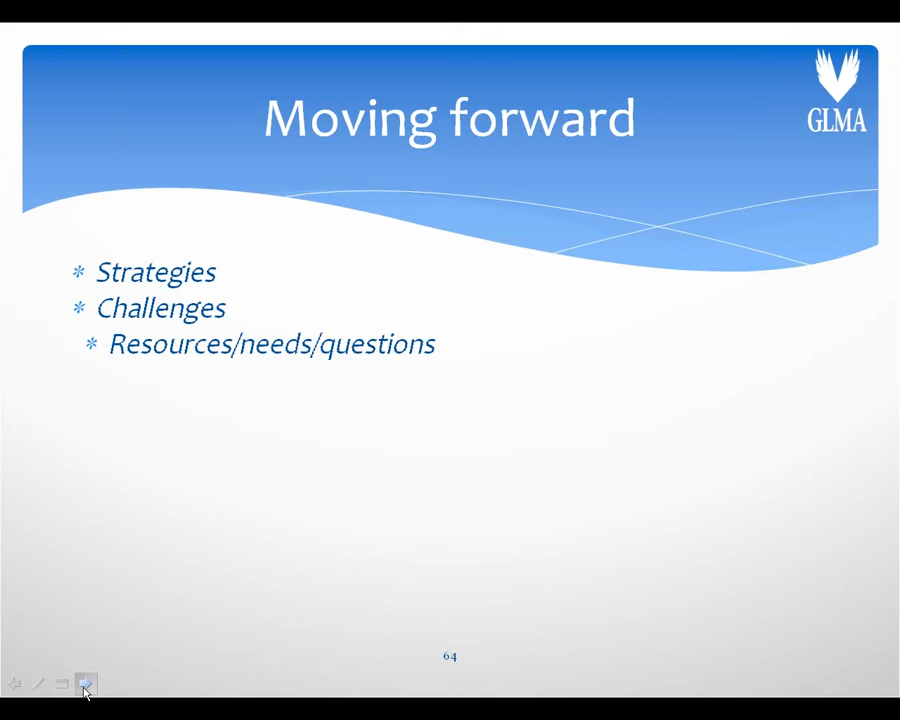 Moving forward
GLMA
* Strategies
* Challenges
* Resources/needs/questions
64